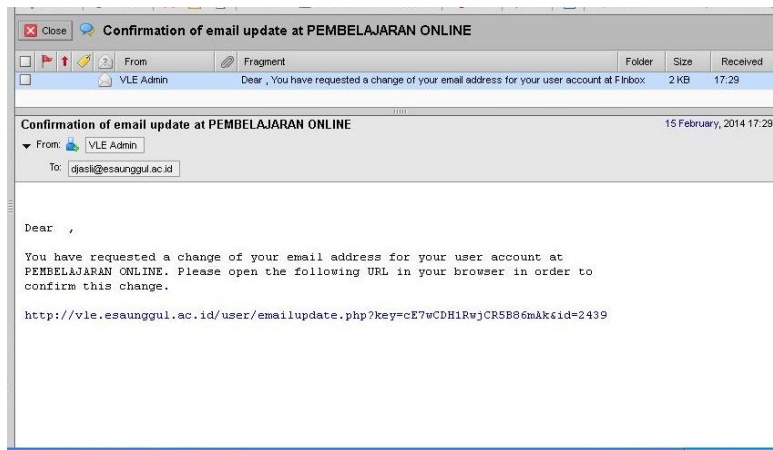 Close Confirmation of email update at PEMBELAJARAN ONLINE
From Fragment Folder Size Received
VLE Admin Dear , You have requested a change of your email address for your user account at F Inbox 2 KB 17:29
Confirmation of email update at PEMBELAJARAN ONLINE 15 February, 2014 17:29
From: VLE Admin
To: djasli@esaunggul.ac.id
Dear ,
You have requested a change of your email address for your user account at
PEMBELAJARAN ONLINE. Please open the following URL in your browser in order to
confirm this change.
http://vle.esaunggul.ac.id/user/emailupdate.php?key=cE7wCDH1RwjCR5B86mAk&id=2439